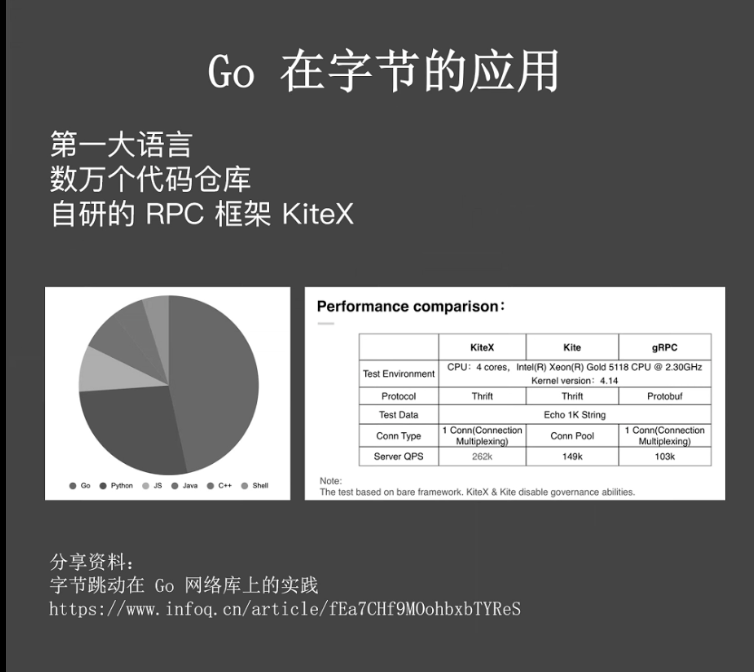 Go 在字节的应用
第一大语言
数万个代码仓库
自研的 RPC 框架 KiteX
Go Python JS Java C++ Shell
Performance comparison：
KiteX Kite gRPC
Test Environment CPU：4 cores， Intel(R) Xeon(R) Gold 5118 CPU @ 2.30GHz
Kernel version：4.14
Protocol Thrift Thrift Protobuf
Test Data Echo 1K String
Conn Type 1 Conn(Connection Multiplexing) Conn Pool 1 Conn(Connection Multiplexing)
Server QPS 262k 149k 103k
Note:
The test based on bare framework. KiteX & Kite disable governance abilities.
分享资料：
字节跳动在 Go 网络库上的实践
https://www.infoq.cn/article/fEa7CHf9MOohbxbTYReS